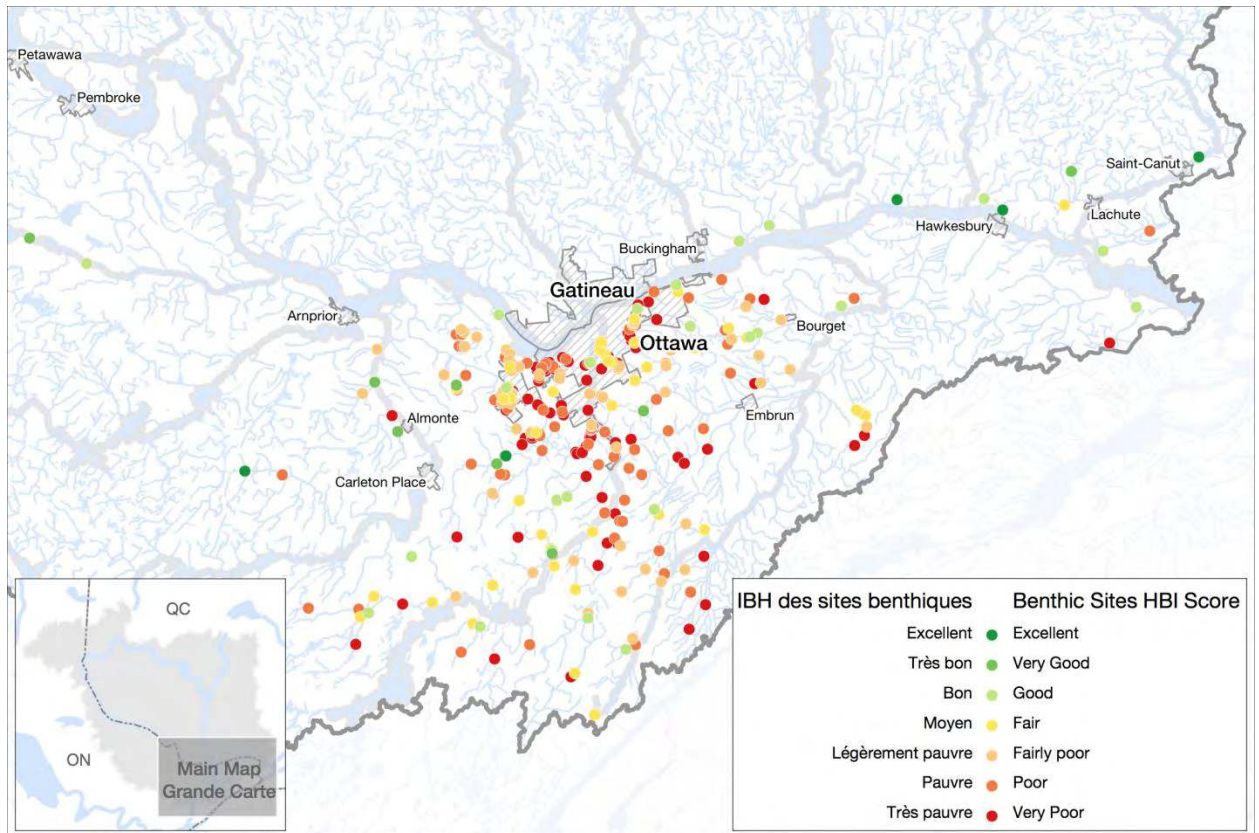 Petawawa
Pembroke
Saint-Canut
Lachute
Hawkesbury
Buckingham
Gatineau
Arnprior
Bourget
Ottawa
Embrun
Almonte
Carleton Place
QC
ON
Main Map
Grande Carte
IBH des sites benthiques Benthic Sites HBI Score
Excellent Excellent
Très bon Very Good
Bon Good
Moyen Fair
Légèrement pauvre Fairly poor
Pauvre Poor
Très pauvre Very Poor